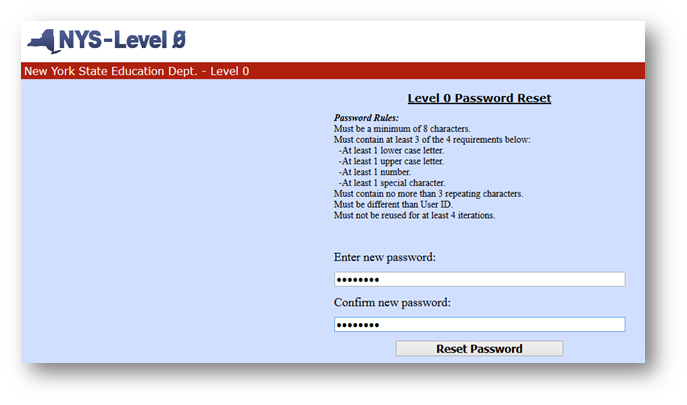 NYS-Level 0
New York State Education Dept. - Level 0
Level 0 Password Reset
Password Rules:
Must be a minimum of 8 characters.
Must contain at least 3 of the 4 requirements below:
-At least 1 lower case letter.
-At least 1 upper case letter.
-At least 1 number.
-At least 1 special character.
Must contain no more than 3 repeating characters.
Must be different than User ID.
Must not be reused for at least 4 iterations.
Enter new password:
••••••••
Confirm new password:
••••••••
Reset Password